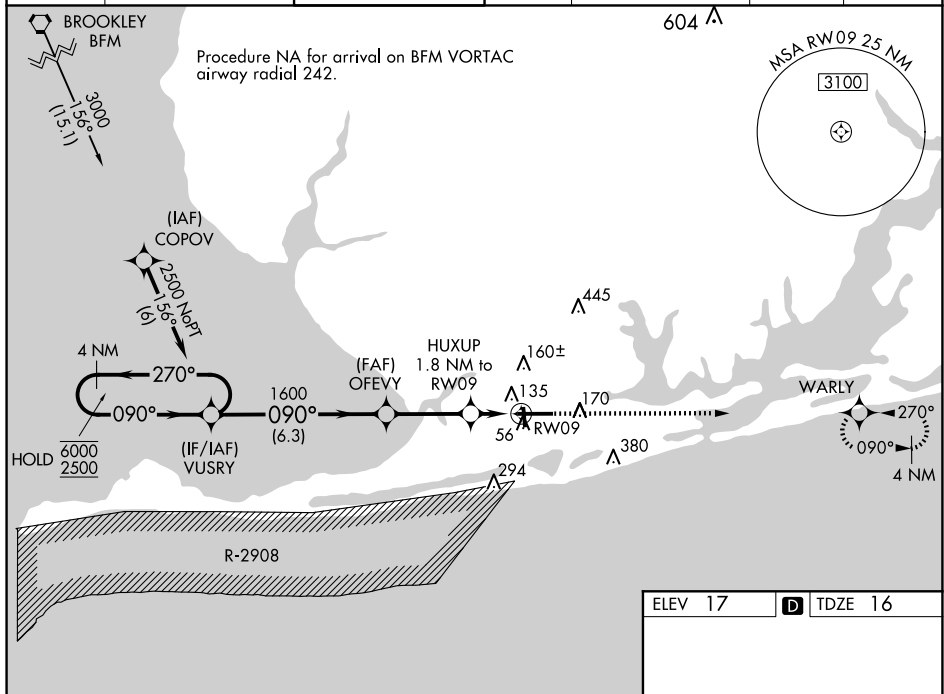 BROOKLEY
BFM
Procedure NA for arrival on BFM VORTAC
airway radial 242.
604
MSA RW09 25 NM
3100
3000
156°
(15.1)
(IAF)
COPOV
2500 NoPT
156°
(6)
445
4 NM
270°
(FAF)
OFEVY
HUXUP
1.8 NM to
RW09
160±
135
170
WARLY
090°
1600
090°
(6.3)
56
RW09
270°
090°
4 NM
HOLD
6000
2500
(IF/IAF)
VUSRY
380
294
R-2908
ELEV 17
D
TDZE 16